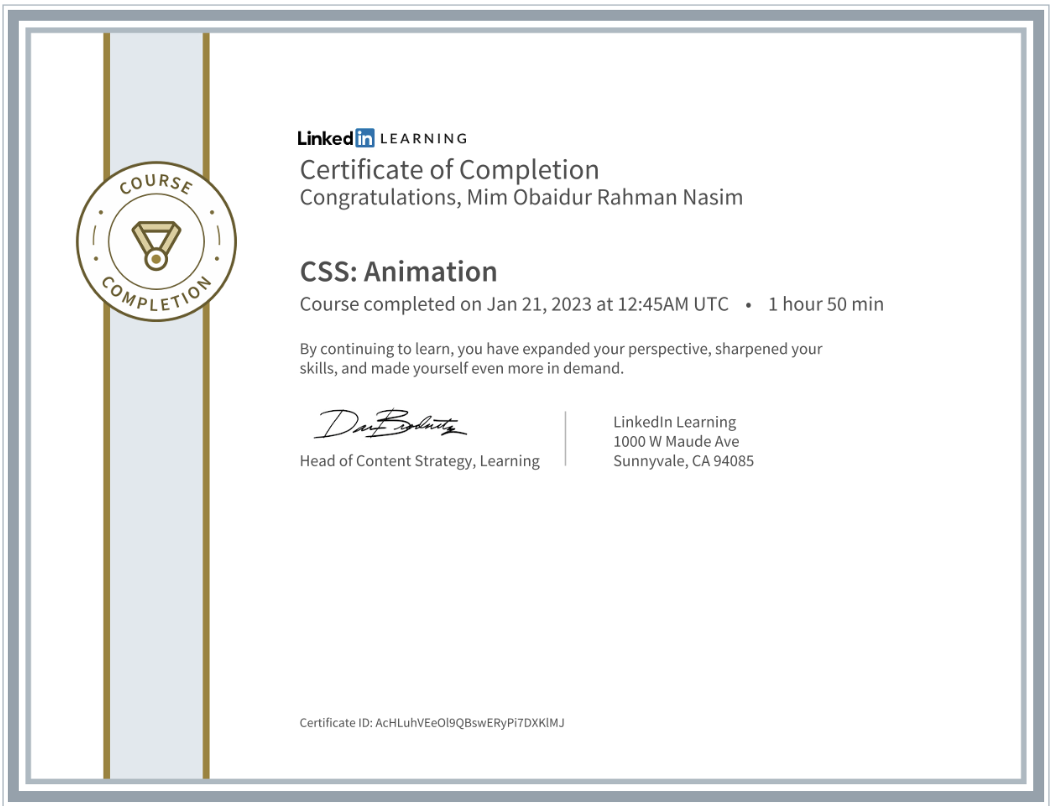 COURSE
COMPLETION
Linked in LEARNING
Certificate of Completion
Congratulations, Mim Obaidur Rahman Nasim
CSS: Animation
Course completed on Jan 21, 2023 at 12:45AM UTC • 1 hour 50 min
By continuing to learn, you have expanded your perspective, sharpened your
skills, and made yourself even more in demand.
Head of Content Strategy, Learning
LinkedIn Learning
1000 W Maude Ave
Sunnyvale, CA 94085
Certificate ID: AcHLuhVEeOl9QBswERyPi7DXKlMJ